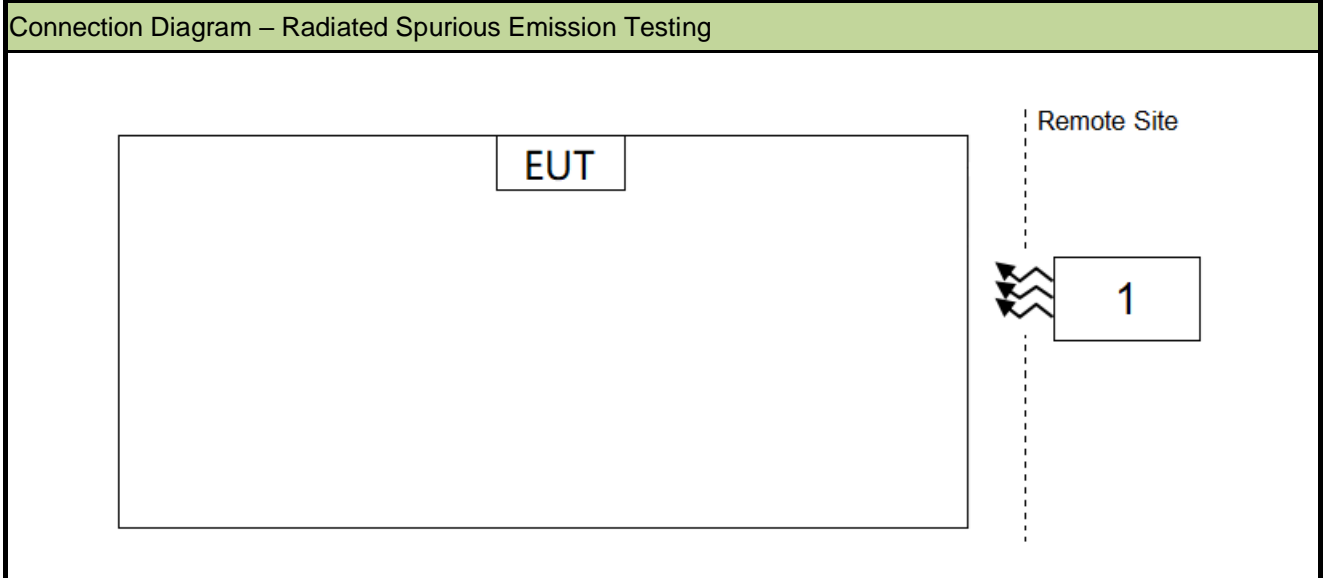 Connection Diagram – Radiated Spurious Emission Testing
Remote Site
EUT
1